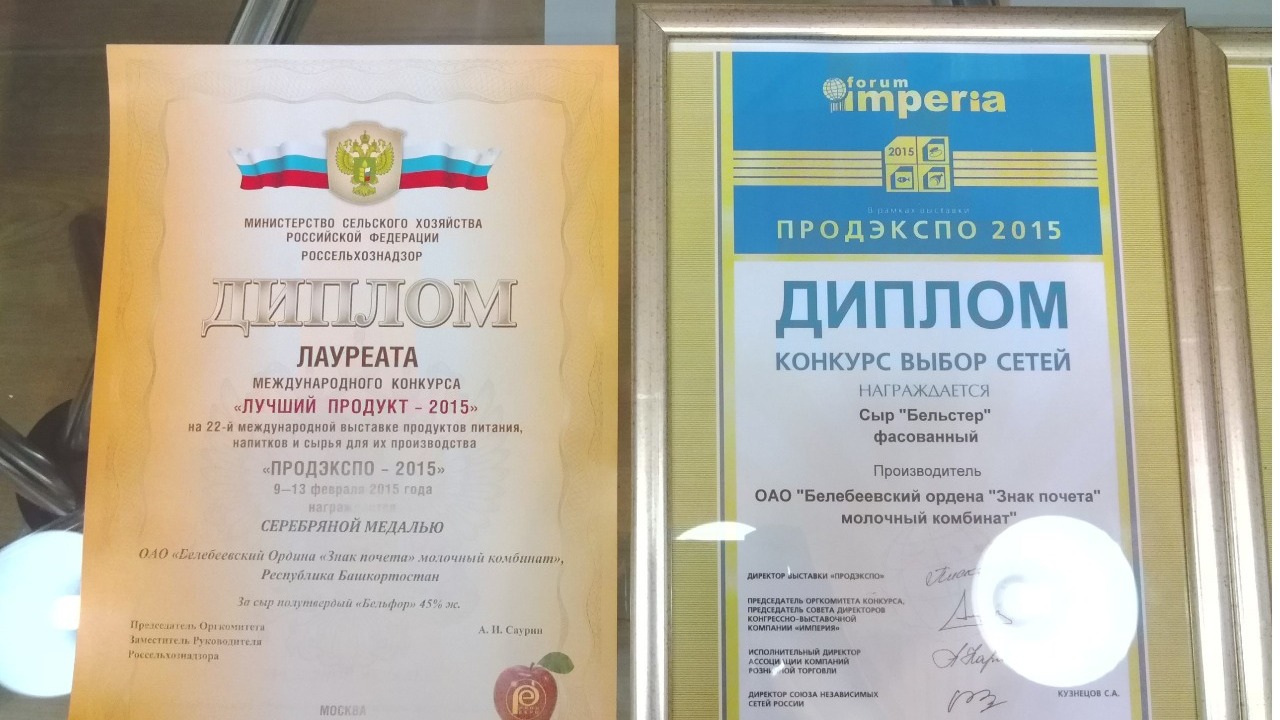 МИНИСТЕРСТВО СЕЛЬСКОГО ХОЗЯЙСТВА
РОССИЙСКОЙ ФЕДЕРАЦИИ
РОССЕЛЬХОЗНАДЗОР
ДИПЛОМ
ЛАУРЕАТА
МЕЖДУНАРОДНОГО КОНКУРСА
«ЛУЧШИЙ ПРОДУКТ – 2015»
на 22-й международной выставке продуктов питания,
напитков и сырья для их производства
«ПРОДЭКСПО – 2015»
9–13 февраля 2015 года
награждается
СЕРЕБРЯНОЙ МЕДАЛЬЮ
ОАО «Белебеевский Ордина «Знак почета» молочный комбинат»,
Республика Башкортостан
За сыр полутвердый «Бельфор» 45% ж.
Председатель Оргкомитета
Заместитель Руководителя
Россельхознадзора
А. И. Саурин
МОСКВА
forum
imperia
2015
В рамках выставки
ПРОДЭКСПО 2015
ДИПЛОМ
КОНКУРС ВЫБОР СЕТЕЙ
НАГРАЖДАЕТСЯ
Сыр "Бельстер"
фасованный
Производитель
ОАО "Белебеевский ордена "Знак почета"
молочный комбинат"
ДИРЕКТОР ВЫСТАВКИ «ПРОДЭКСПО»
ПРЕДСЕДАТЕЛЬ ОРГКОМИТЕТА КОНКУРСА,
ПРЕДСЕДАТЕЛЬ СОВЕТА ДИРЕКТОРОВ
КОНГРЕССНО-ВЫСТАВОЧНОЙ
КОМПАНИИ «ИМПЕРИЯ»
ИСПОЛНИТЕЛЬНЫЙ ДИРЕКТОР
АССОЦИАЦИИ КОМПАНИЙ
РОЗНИЧНОЙ ТОРГОВЛИ
ДИРЕКТОР СОЮЗА НЕЗАВИСИМЫХ
СЕТЕЙ РОССИИ
КУЗНЕЦОВ С.А.